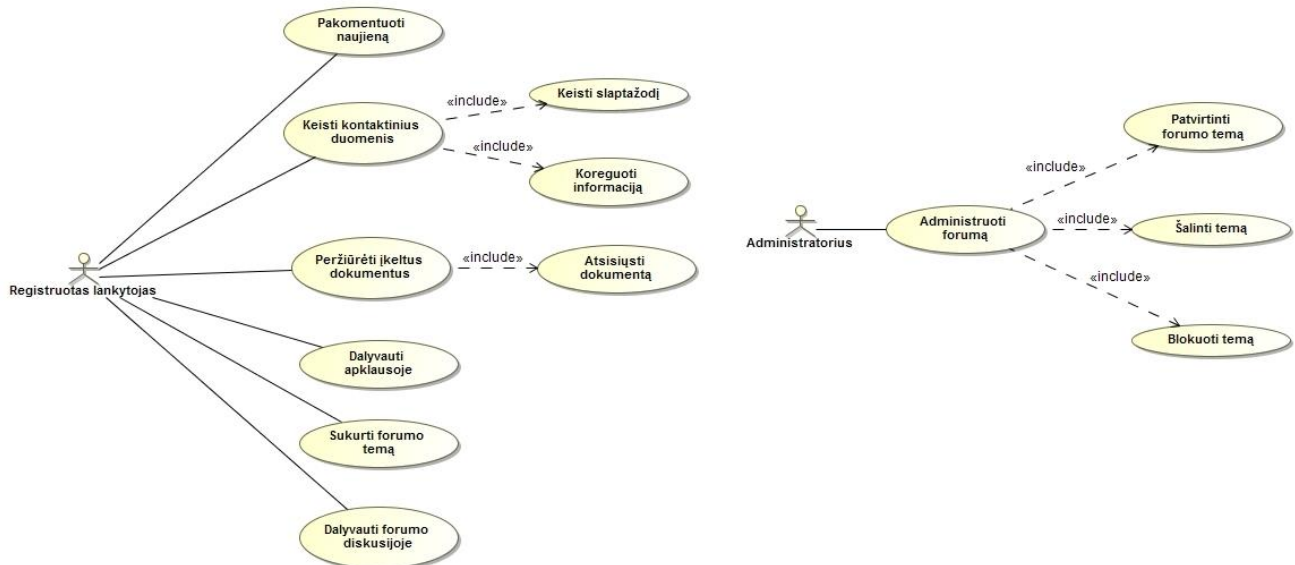 Pakomentuoti
naujieną
Keisti kontaktinius
duomenis
«include»
Keisti slaptažodį
«include»
Koreguoti
informaciją
Peržiūrėti įkeltus
dokumentus
«include»
Atsisiųsti
dokumentą
Registruotas lankytojas
Dalyvauti
apklausoje
Sukurti forumo
temą
Dalyvauti forumo
diskusijoje
Administratorius
Administruoti
forumą
«include»
Patvirtinti
forumo temą
«include»
Šalinti temą
«include»
Blokuoti temą